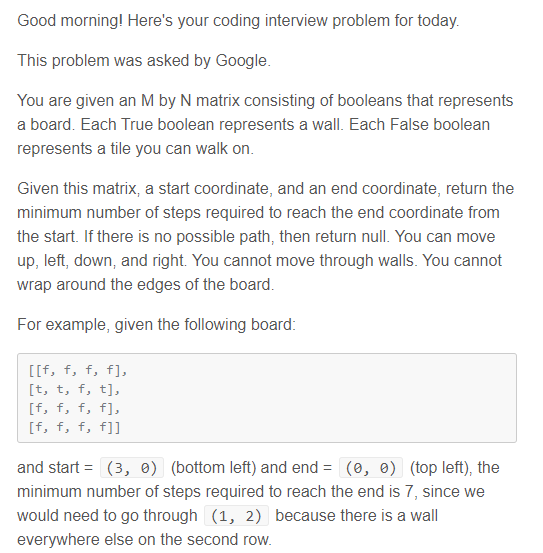 Good morning! Here's your coding interview problem for today.
This problem was asked by Google.
You are given an M by N matrix consisting of booleans that represents
a board. Each True boolean represents a wall. Each False boolean
represents a tile you can walk on.
Given this matrix, a start coordinate, and an end coordinate, return the
minimum number of steps required to reach the end coordinate from
the start. If there is no possible path, then return null. You can move
up, left, down, and right. You cannot move through walls. You cannot
wrap around the edges of the board.
For example, given the following board:
[[f, f, f, f],
[t, t, f, t],
[f, f, f, f],
[f, f, f, f]]
and start = (3, 0) (bottom left) and end = (0, 0) (top left), the
minimum number of steps required to reach the end is 7, since we
would need to go through (1, 2) because there is a wall
everywhere else on the second row.